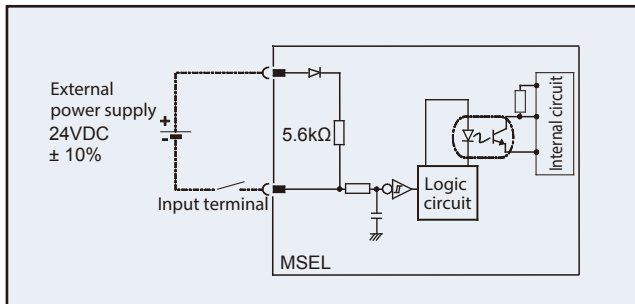 External
power supply
24VDC
± 10%
+
-
5.6kΩ
Input terminal
Logic
circuit
Internal circuit
MSEL